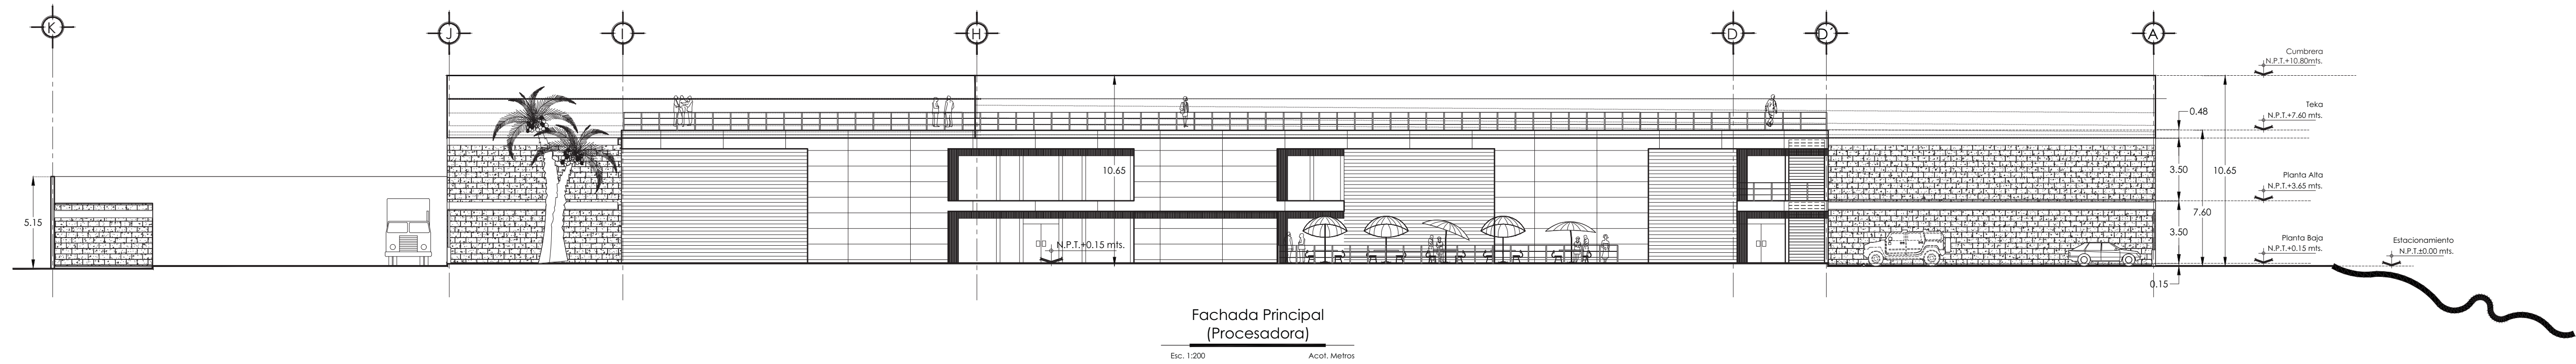 K
J
I
H
D
D´
A
Cumbrera
N.P.T.+10.80mts.
Teka
N.P.T.+7.60 mts.
0.48
10.65
3.50
10.65
Planta Alta
N.P.T.+3.65 mts.
7.60
5.15
3.50
Planta Baja
N.P.T.+0.15 mts.
Estacionamiento
N.P.T.±0.00 mts.
N.P.T.+0.15 mts.
0.15
Fachada Principal
(Procesadora)
Esc. 1:200
Acot. Metros